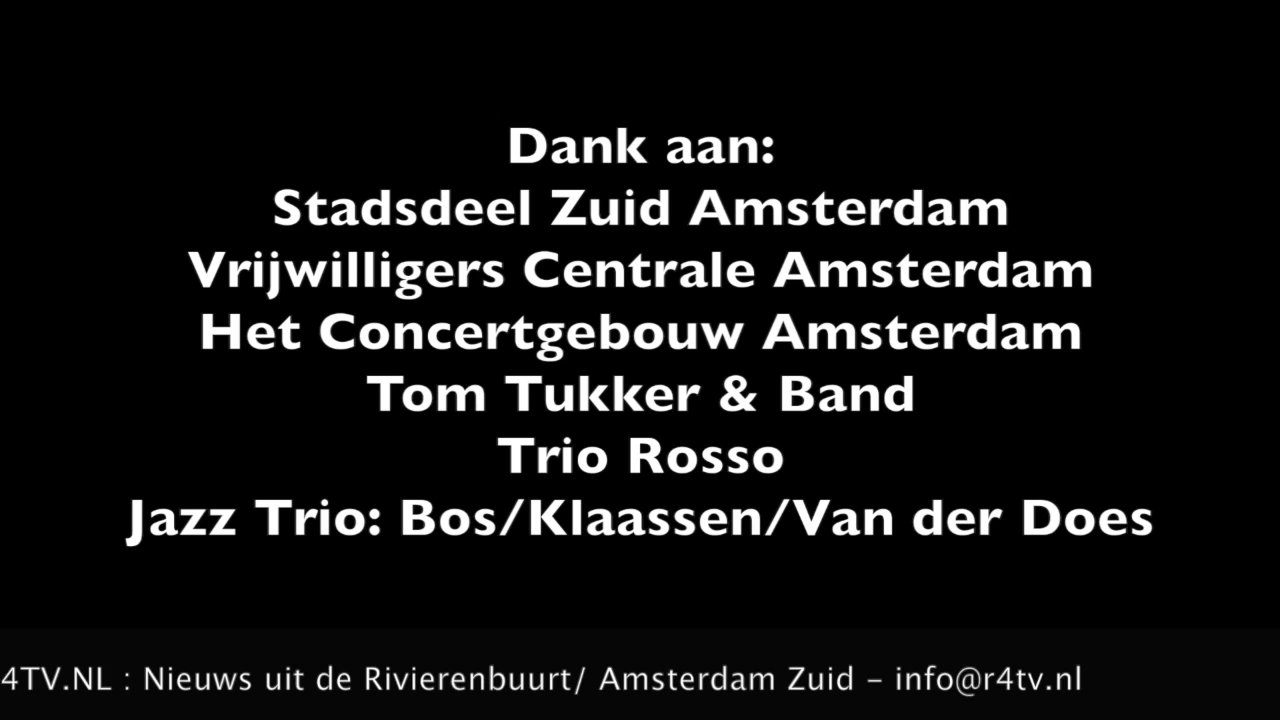 Dank aan:
Stadsdeel Zuid Amsterdam
Vrijwilligers Centrale Amsterdam
Het Concertgebouw Amsterdam
Tom Tukker & Band
Trio Rosso
Jazz Trio: Bos/Klaassen/Van der Does
4TV.NL : Nieuws uit de Rivierenbuurt/ Amsterdam Zuid - info@r4tv.nl